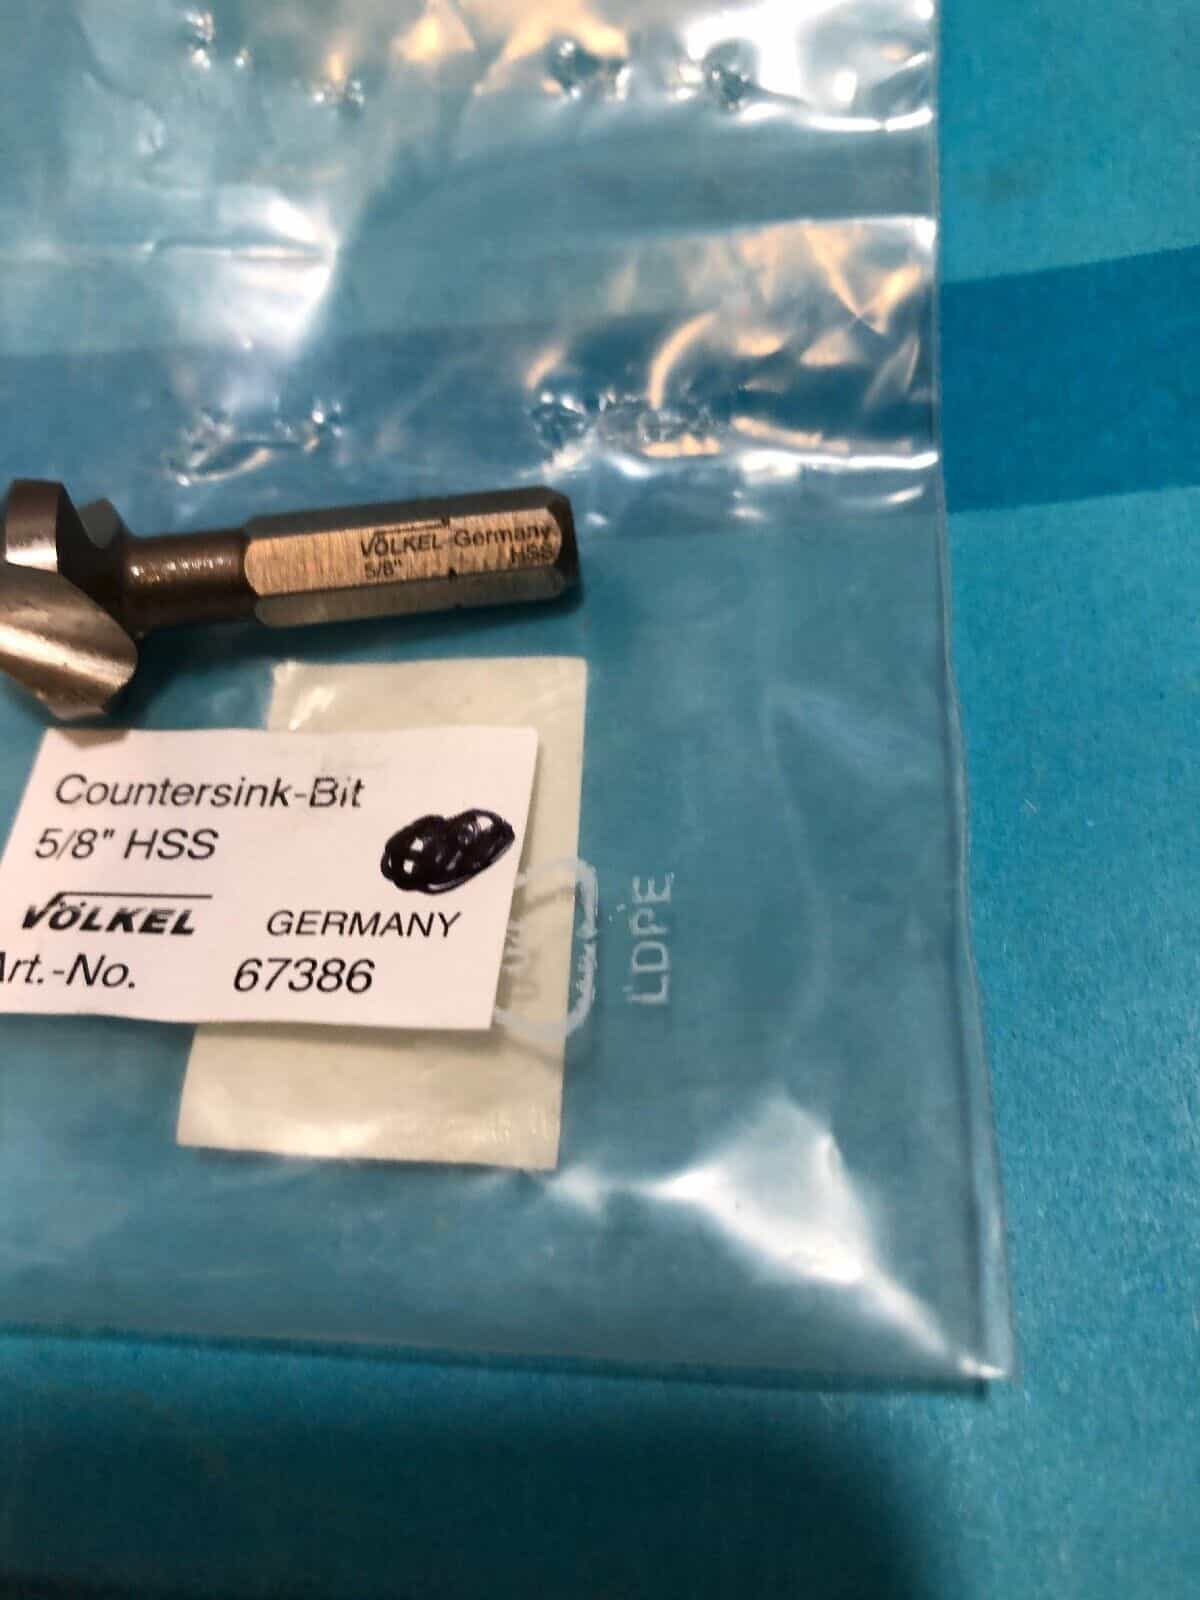 VÖLKEL Germany
5/8" HSS
Countersink-Bit
5/8" HSS
VÖLKEL GERMANY
Art.-No. 67386
LDPE